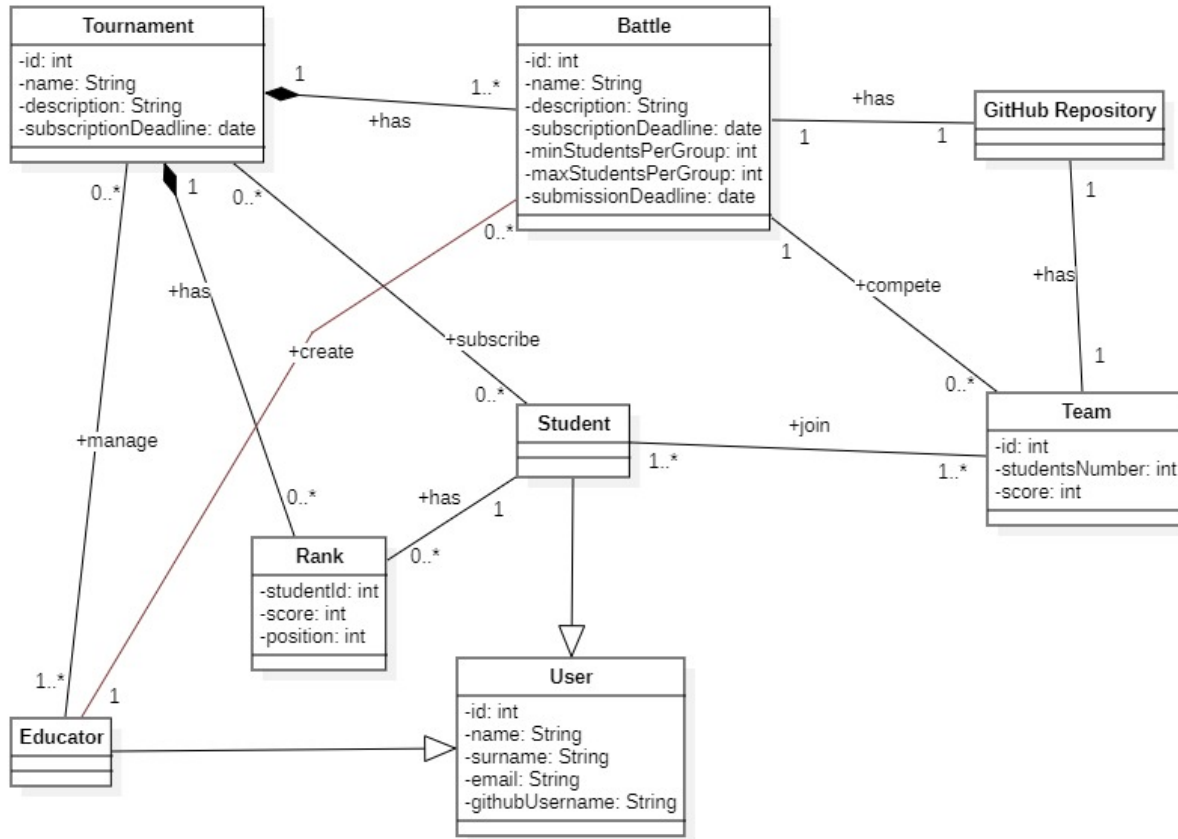 Tournament
-id: int
-name: String
-description: String
-subscriptionDeadline: date
Battle
-id: int
-name: String
-description: String
-subscriptionDeadline: date
-minStudentsPerGroup: int
-maxStudentsPerGroup: int
-submissionDeadline: date
GitHub Repository
1
+has
1..*
+has
1
1
0..*
1
0..*
0..*
1
1
+has
+create
+subscribe
+compete
+has
+manage
0..*
0..*
1
Student
+join
1..*
1..*
Team
-id: int
-studentsNumber: int
-score: int
0..*
+has
1
0..*
Rank
-studentId: int
-score: int
-position: int
1..*
1
Educator
User
-id: int
-name: String
-surname: String
-email: String
-githubUsername: String